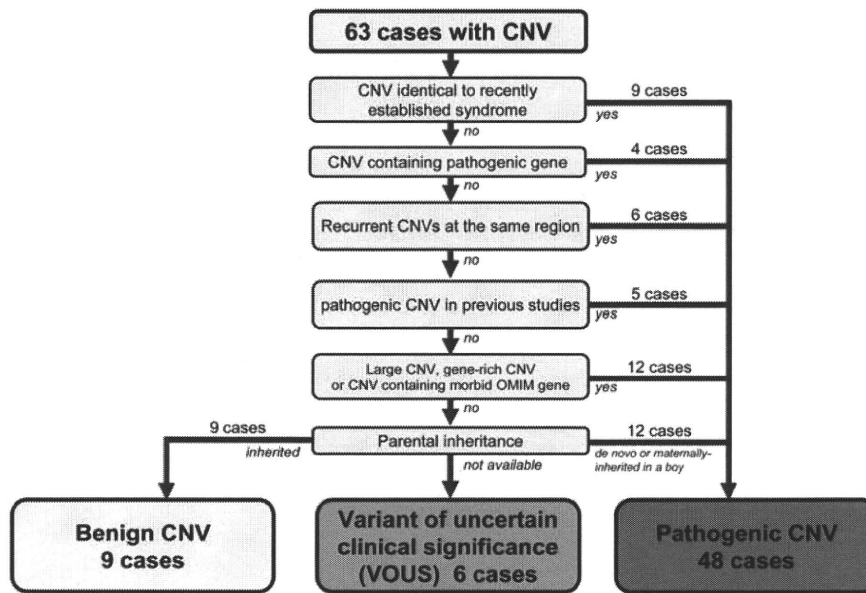 63 cases with CNV
CNV identical to recently
established syndrome
9 cases
yes
no
CNV containing pathogenic gene
4 cases
yes
no
Recurrent CNVs at the same region
6 cases
yes
no
pathogenic CNV in previous studies
5 cases
yes
no
Large CNV, gene-rich CNV
or CNV containing morbid OMIM gene
12 cases
yes
no
9 cases
inherited
Parental inheritance
12 cases
de novo or maternally-
inherited in a boy
not available
Benign CNV
9 cases
Variant of uncertain
clinical significance
(VOUS) 6 cases
Pathogenic CNV
48 cases